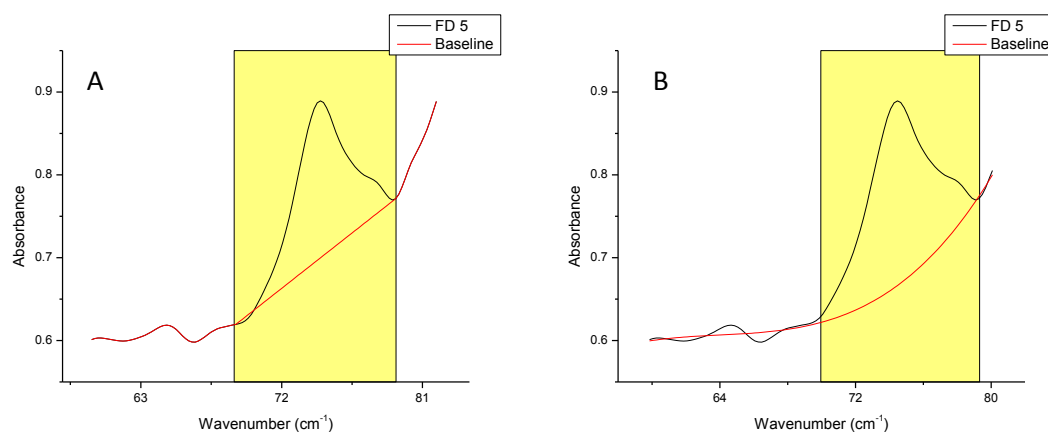 FD 5
Baseline
A
0.9
0.8
0.7
0.6
Absorbance
63
72
81
Wavenumber (cm⁻¹)
FD 5
Baseline
B
0.9
0.8
0.7
0.6
Absorbance
64
72
80
Wavenumber (cm⁻¹)